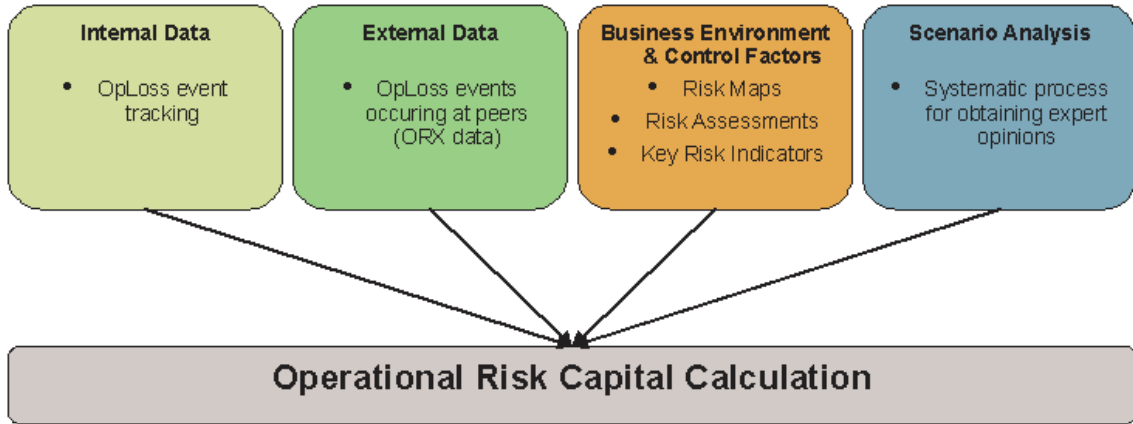 Internal Data
• OpLoss event
tracking
External Data
• OpLoss events
occuring at peers
(ORX data)
Business Environment
& Control Factors
• Risk Maps
• Risk Assessments
• Key Risk Indicators
Scenario Analysis
• Systematic process
for obtaining expert
opinions
Operational Risk Capital Calculation